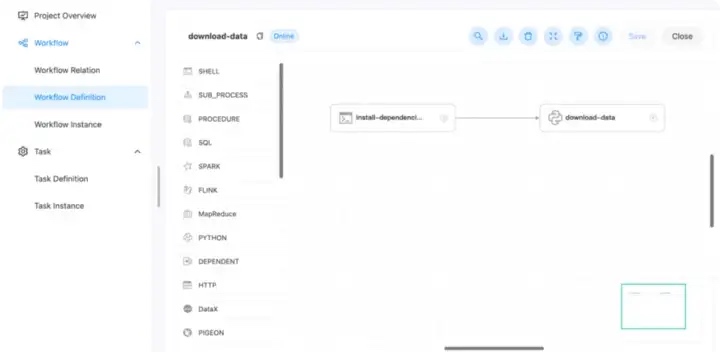 Project Overview
Workflow
Workflow Relation
Workflow Definition
Workflow Instance
Task
Task Definition
Task Instance
download-data
Online
Save
Close
SHELL
SUB_PROCESS
PROCEDURE
SQL
SPARK
FLINK
MapReduce
PYTHON
DEPENDENT
HTTP
DataX
PIGEON
install-dependenci...
download-data